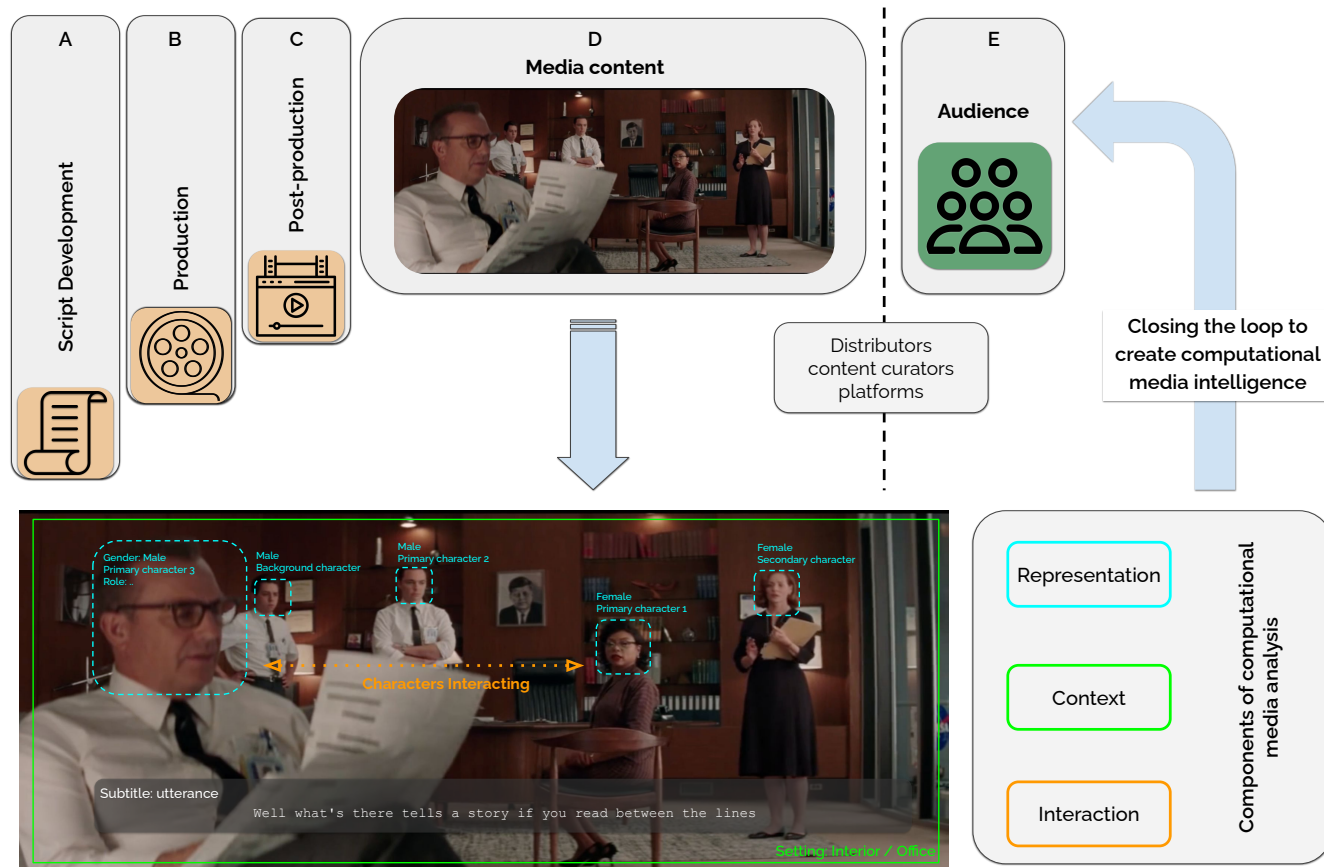 A
B
C
D
E
Script Development
Production
Post-production
Media content
Audience
Distributors
content curators
platforms
Closing the loop to
create computational
media intelligence
Gender: Male
Primary character 3
Role: ..
Male
Background character
Male
Primary character 2
Female
Primary character 1
Female
Secondary character
Characters Interacting
Subtitle: utterance
Well what's there tells a story if you read between the lines
Setting: Interior / Office
Representation
Context
Interaction
Components of computational
media analysis